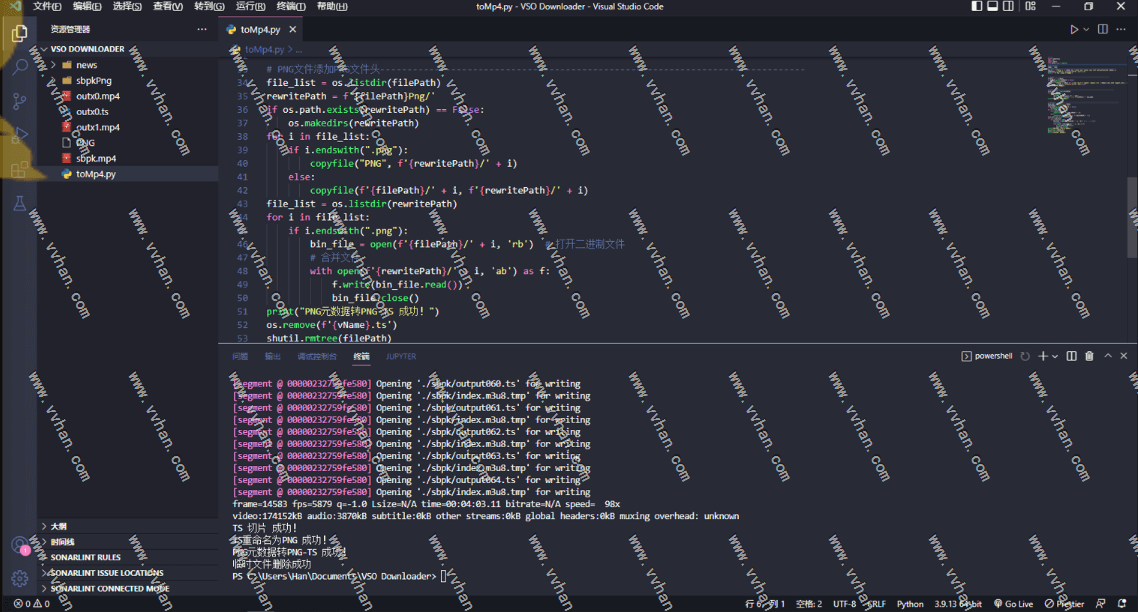 文件(F) 编辑(E) 选择(S) 查看(V) 转到(G) 运行(R) 终端(T) 帮助(H)
toMp4.py - VSO Downloader - Visual Studio Code
资源管理器
VSO DOWNLOADER
news
sbpkPng
outx0.mp4
outx0.ts
outx1.mp4
PNG
sbpk.mp4
toMp4.py
大纲
时间线
SONARLINT RULES
SONARLINT ISSUE LOCATIONS
SONARLINT CONNECTED MODE
toMp4.py
toMp4.py > ...
34 file_list = os.listdir(filePath)
35 rewritePath = f'{filePath}Png/'
36 if os.path.exists(rewritePath) == False:
37 os.makedirs(rewritePath)
38 for i in file_list:
39 if i.endswith(".png"):
40 copyfile("PNG", f'{rewritePath}/' + i)
41 else:
42 copyfile(f'{filePath}/' + i, f'{rewritePath}/' + i)
43 file_list = os.listdir(rewritePath)
44 for i in file_list:
45 if i.endswith(".png"):
46 bin_file = open(f'{filePath}/' + i, 'rb') # 打开二进制文件
47 # 合并文件
48 with open(f'{rewritePath}/' + i, 'ab') as f:
49 f.write(bin_file.read())
50 bin_file.close()
51 print("PNG元数据转PNG-TS 成功！")
52 os.remove(f'{vName}.ts')
53 shutil.rmtree(filePath)
问题 输出 调试控制台 终端 JUPYTER
powershell
[segment @ 00000232759fe580] Opening './sbpk/output060.ts' for writing
[segment @ 00000232759fe580] Opening './sbpk/index.m3u8.tmp' for writing
[segment @ 00000232759fe580] Opening './sbpk/output061.ts' for writing
[segment @ 00000232759fe580] Opening './sbpk/index.m3u8.tmp' for writing
[segment @ 00000232759fe580] Opening './sbpk/output062.ts' for writing
[segment @ 00000232759fe580] Opening './sbpk/index.m3u8.tmp' for writing
[segment @ 00000232759fe580] Opening './sbpk/output063.ts' for writing
[segment @ 00000232759fe580] Opening './sbpk/index.m3u8.tmp' for writing
[segment @ 00000232759fe580] Opening './sbpk/output064.ts' for writing
[segment @ 00000232759fe580] Opening './sbpk/index.m3u8.tmp' for writing
frame=14583 fps=5879 q=-1.0 Lsize=N/A time=00:04:03.11 bitrate=N/A speed= 98x
video:174152kB audio:3870kB subtitle:0kB other streams:0kB global headers:0kB muxing overhead: unknown
TS 切片 成功！
重命名为PNG 成功！
PNG元数据转PNG-TS 成功！
临时文件删除成功
PS C:\Users\Han\Documents\VSO Downloader>
0 0 空格: 2 UTF-8 CRLF Python 3.9.13 64-bit Go Live Prettier
www.vvhan.com